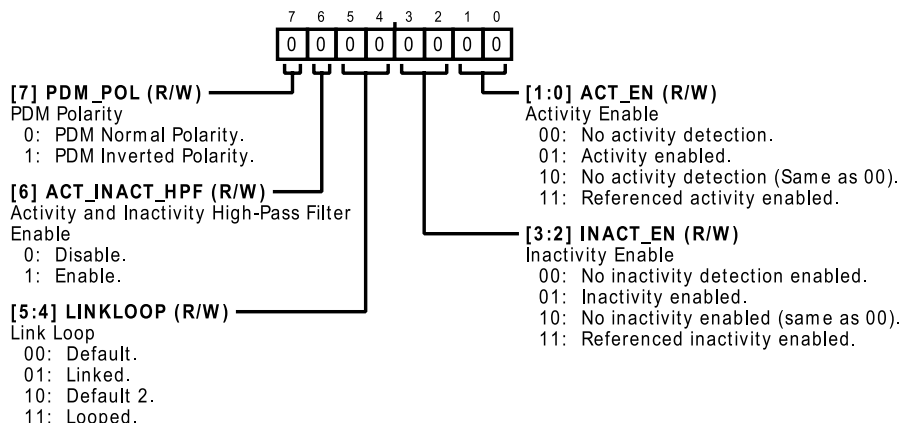 7 6 5 4 3 2 1 0
0 0 0 0 0 0 0 0
[7] PDM_POL (R/W)
PDM Polarity
0: PDM Normal Polarity.
1: PDM Inverted Polarity.
[6] ACT_INACT_HPF (R/W)
Activity and Inactivity High-Pass Filter
Enable
0: Disable.
1: Enable.
[5:4] LINKLOOP (R/W)
Link Loop
00: Default.
01: Linked.
10: Default 2.
11: Looped.
[1:0] ACT_EN (R/W)
Activity Enable
00: No activity detection.
01: Activity enabled.
10: No activity detection (Same as 00).
11: Referenced activity enabled.
[3:2] INACT_EN (R/W)
Inactivity Enable
00: No inactivity detection enabled.
01: Inactivity enabled.
10: No inactivity enabled (same as 00).
11: Referenced inactivity enabled.